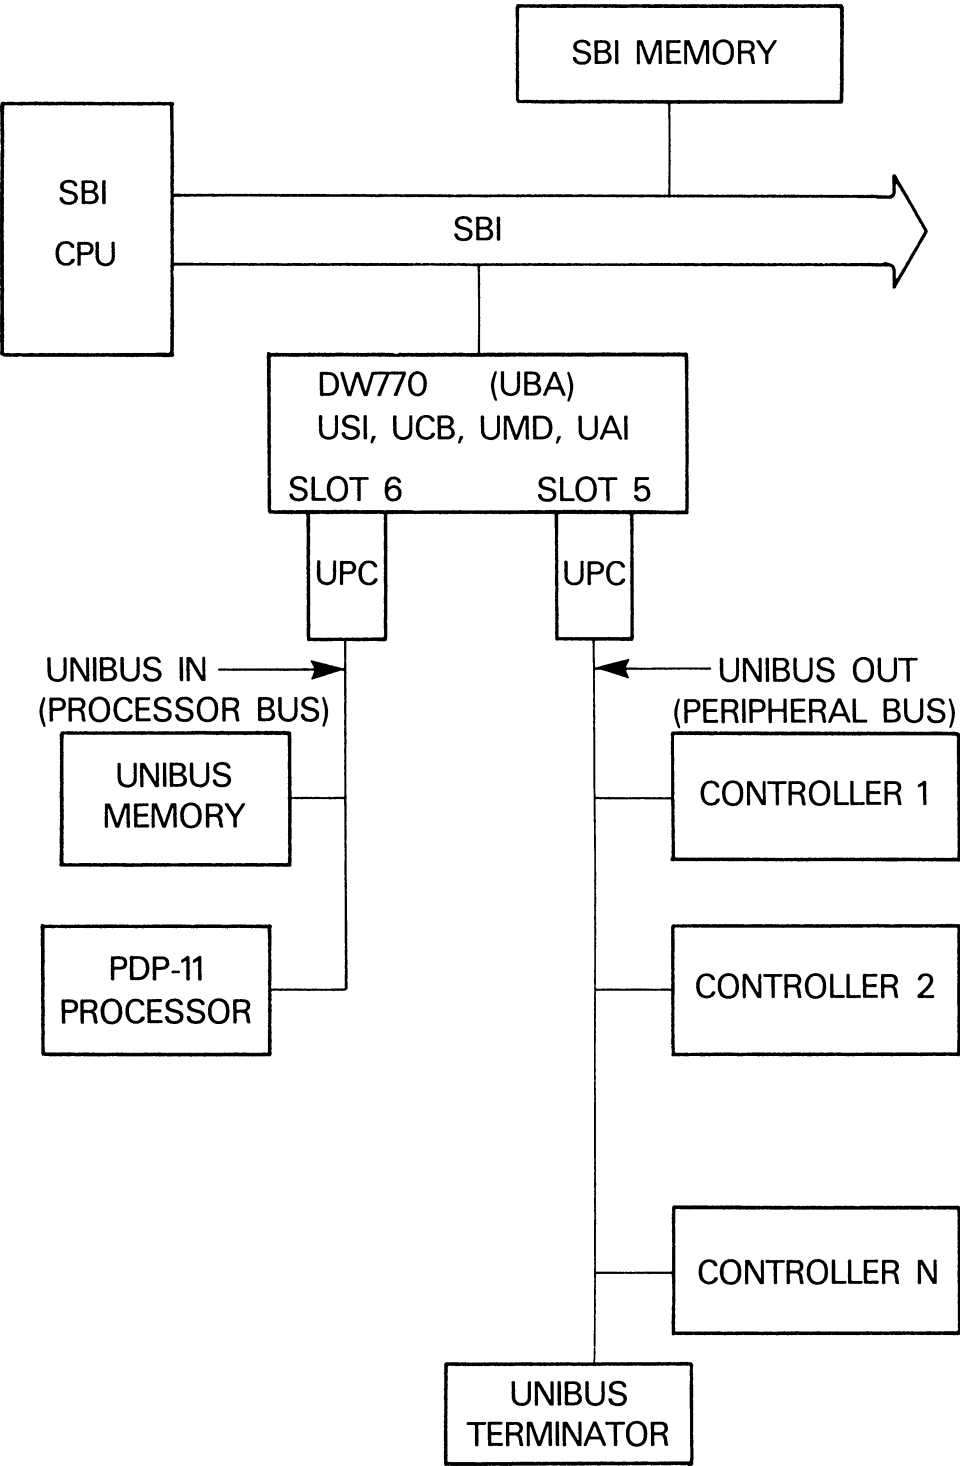 SBI MEMORY
SBI
CPU
SBI
DW770 (UBA)
USI, UCB, UMD, UAI
SLOT 6 SLOT 5
UPC UPC
UNIBUS IN
(PROCESSOR BUS)
UNIBUS OUT
(PERIPHERAL BUS)
UNIBUS
MEMORY
CONTROLLER 1
PDP-11
PROCESSOR
CONTROLLER 2
CONTROLLER N
UNIBUS
TERMINATOR